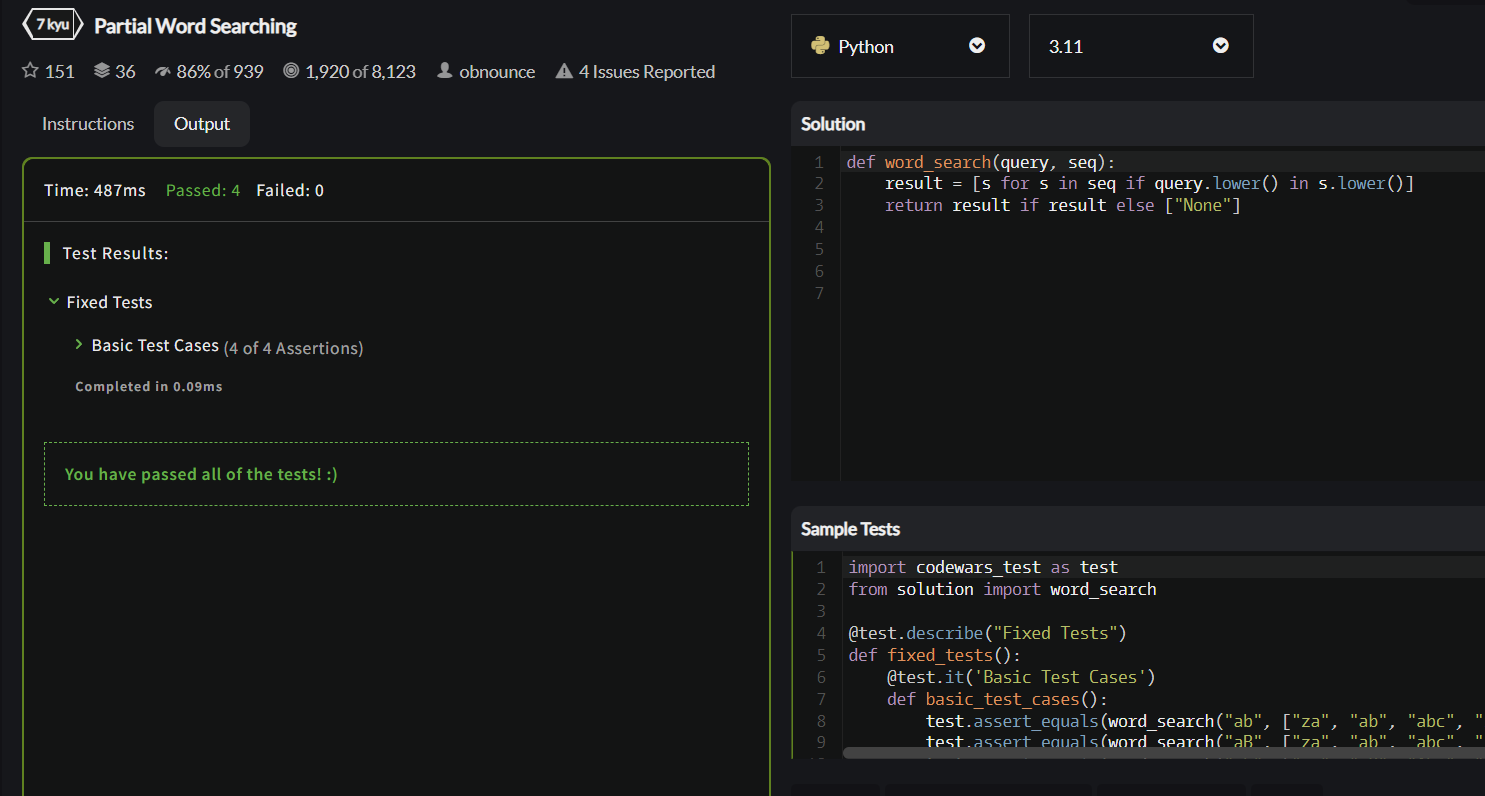 7 kyu Partial Word Searching
151 36 86% of 939 1,920 of 8,123 obnounce 4 Issues Reported
Instructions Output
Time: 487ms Passed: 4 Failed: 0
Test Results:
Fixed Tests
Basic Test Cases (4 of 4 Assertions)
Completed in 0.09ms
You have passed all of the tests! :)
Python 3.11
Solution
1 def word_search(query, seq):
2     result = [s for s in seq if query.lower() in s.lower()]
3     return result if result else ["None"]
4
5
6
7
Sample Tests
1 import codewars_test as test
2 from solution import word_search
3
4 @test.describe("Fixed Tests")
5 def fixed_tests():
6     @test.it('Basic Test Cases')
7     def basic_test_cases():
8         test.assert_equals(word_search("ab", ["za", "ab", "abc", "
9         test.assert_equals(word_search("aB", ["za", "ab", "abc", "